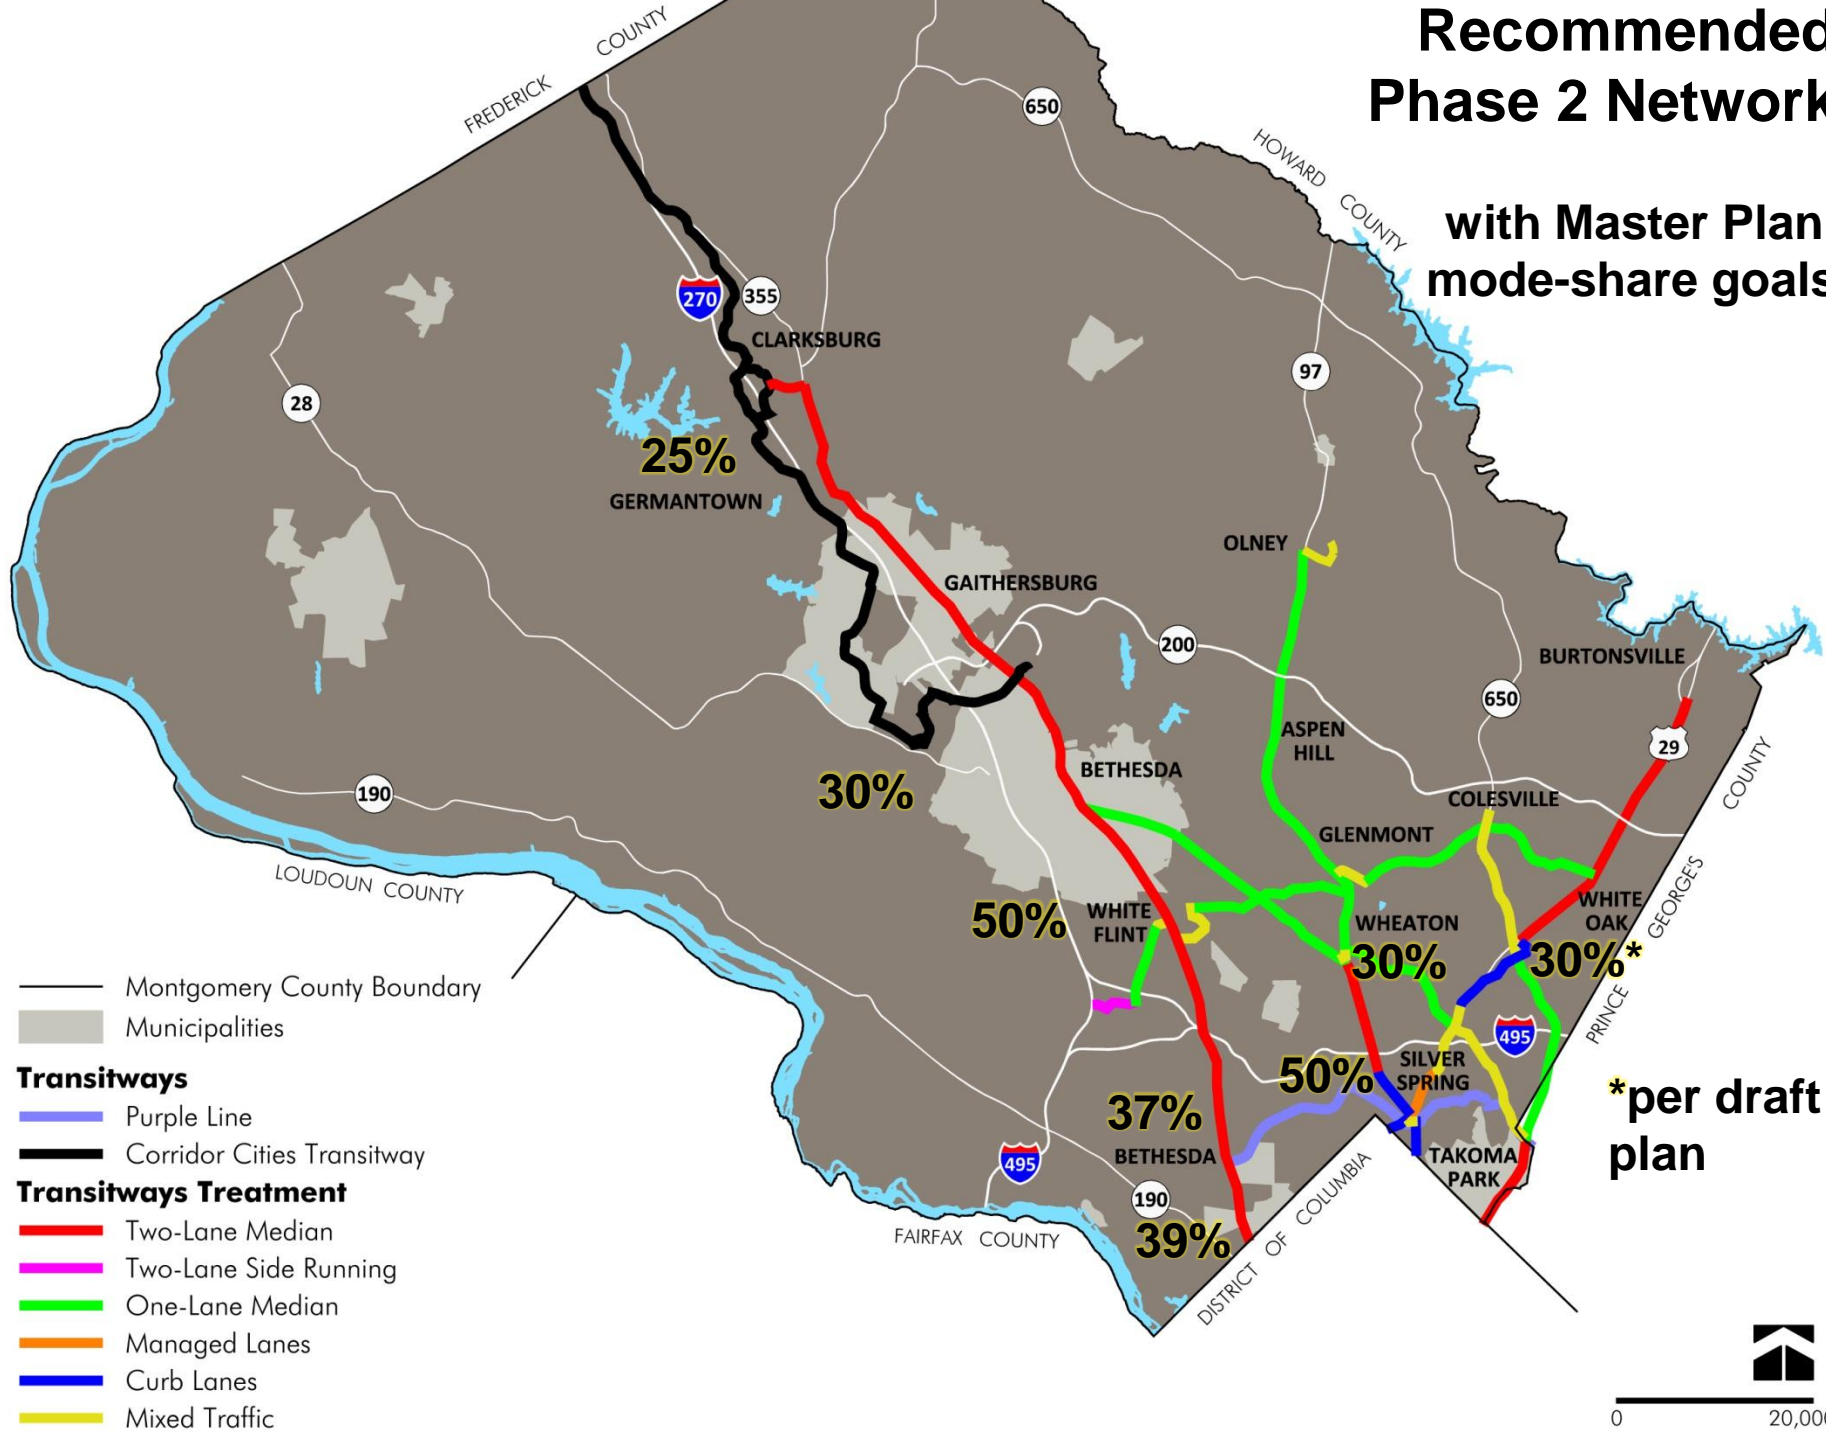 Recommended
Phase 2 Network
with Master Plan
mode-share goals
FREDERICK COUNTY
HOWARD COUNTY
650
270
355
CLARKSBURG
97
28
25%
GERMANTOWN
OLNEY
GAITHERSBURG
200
BURTONSVILLE
650
ASPEN
HILL
29
BETHESDA
30%
190
COLESVILLE
GLENMONT
COUNTY
LOUDOUN COUNTY
50%
WHITE
FLINT
WHEATON
30%
WHITE
OAK
30%*
PRINCE GEORGE'S
495
SILVER
SPRING
50%
37%
BETHESDA
495
190
39%
TAKOMA
PARK
*per draft
plan
FAIRFAX COUNTY
DISTRICT OF COLUMBIA
Montgomery County Boundary
Municipalities
Transitways
Purple Line
Corridor Cities Transitway
Transitways Treatment
Two-Lane Median
Two-Lane Side Running
One-Lane Median
Managed Lanes
Curb Lanes
Mixed Traffic
0